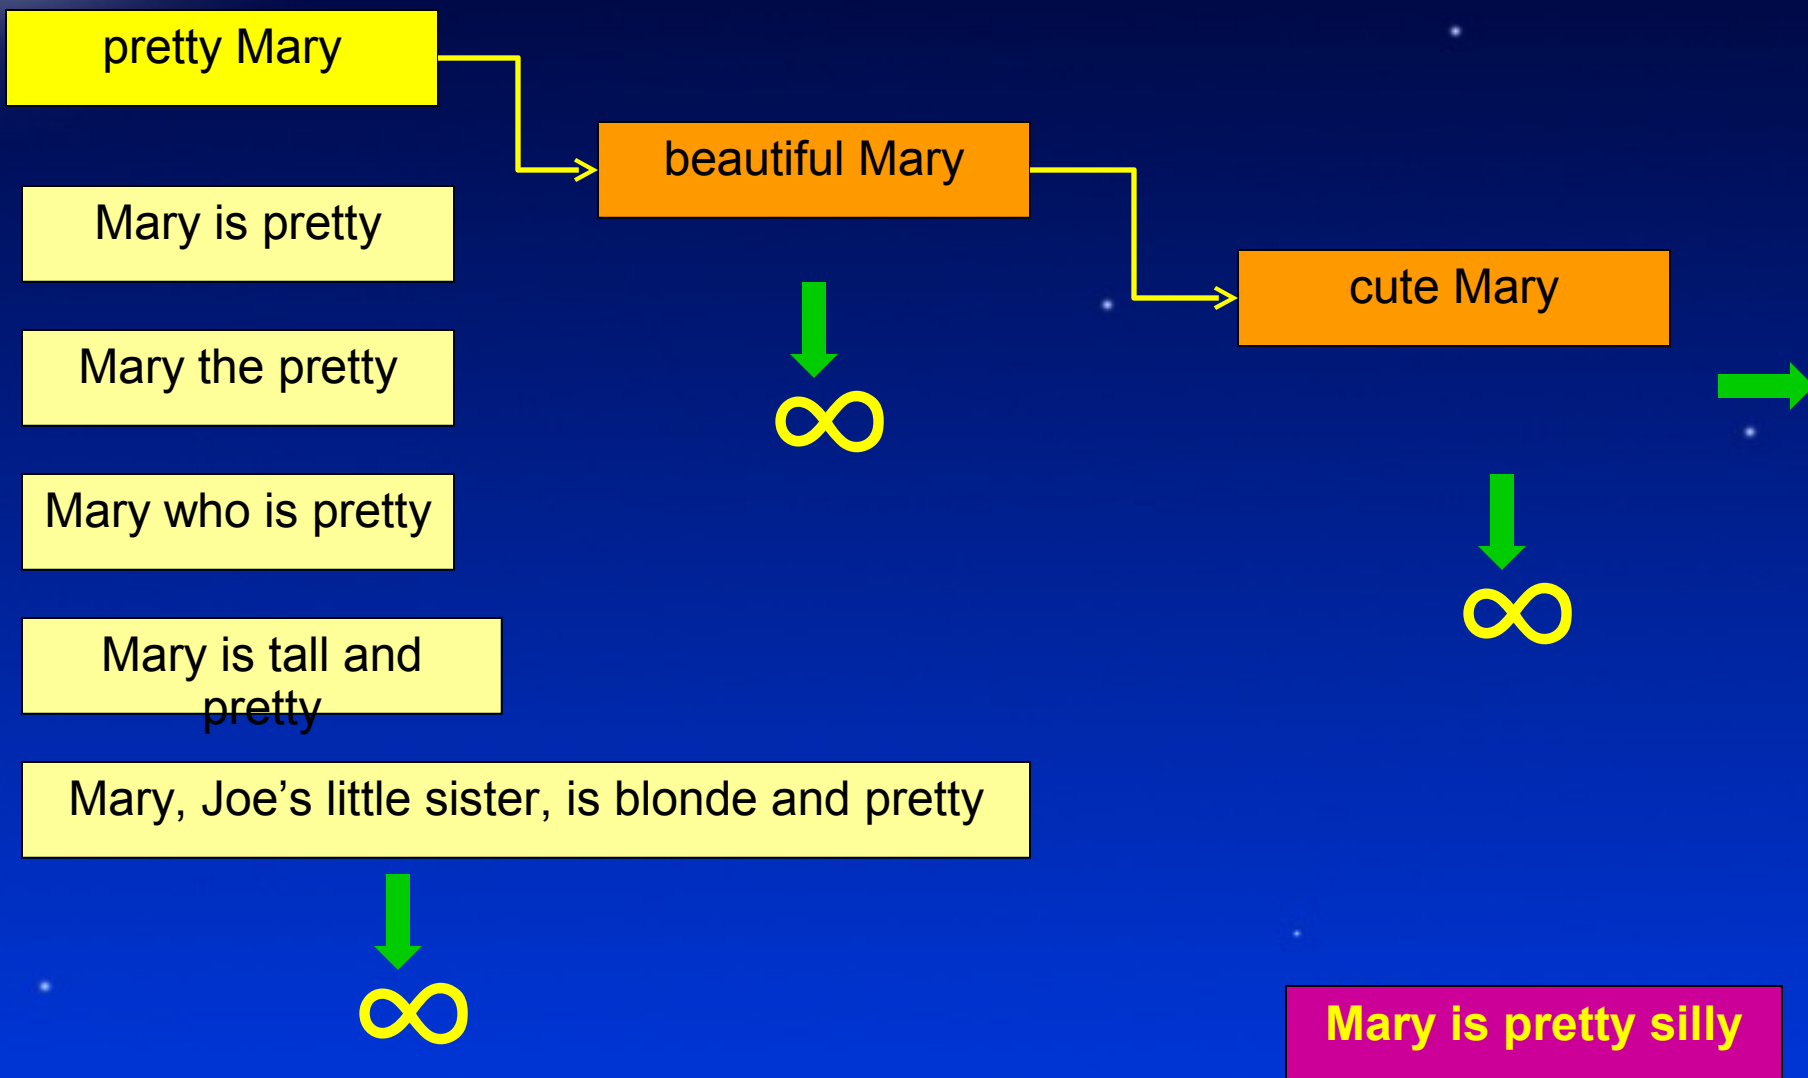 pretty Mary
beautiful Mary
Mary is pretty
cute Mary
Mary the pretty
∞
Mary who is pretty
∞
Mary is tall and
pretty
Mary, Joe’s little sister, is blonde and pretty
∞
Mary is pretty silly